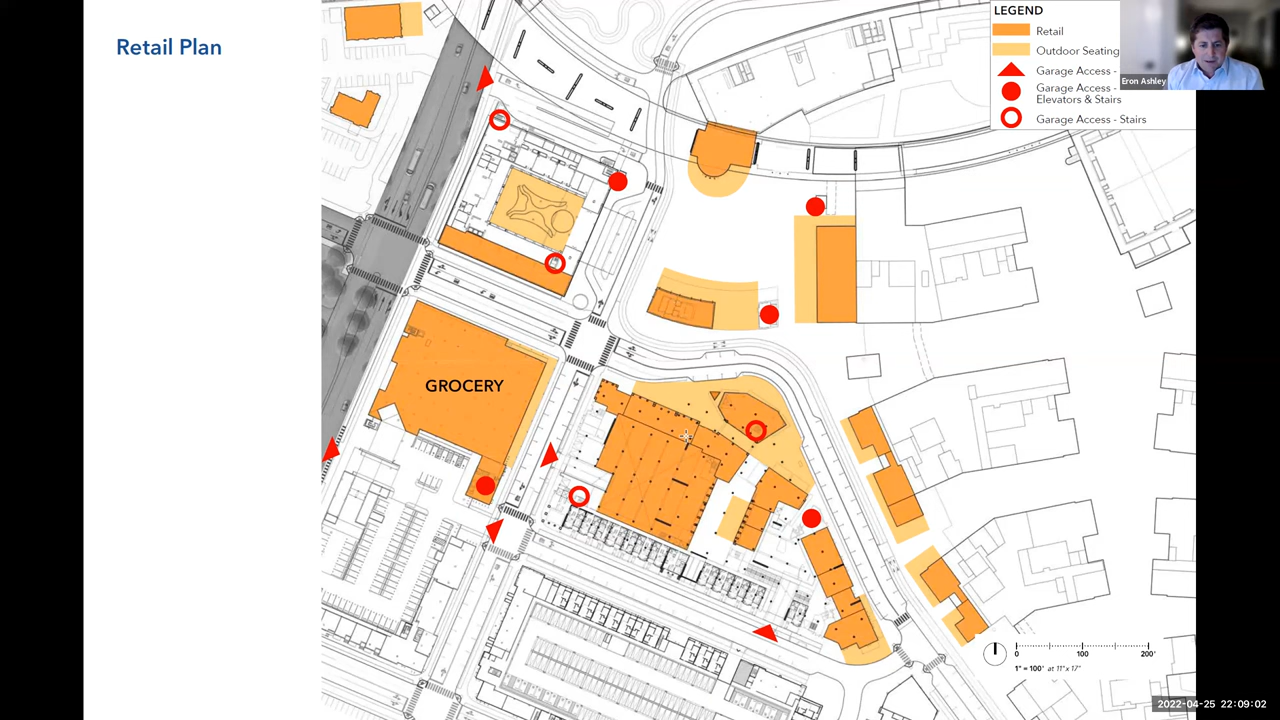 Retail Plan
LEGEND
Retail
Outdoor Seating
Garage Access -
Garage Access -
Elevators & Stairs
Garage Access - Stairs
Eron Ashley
GROCERY
0 100 200'
1" = 100' at 11"x 17"
2022-04-25 22:09:02